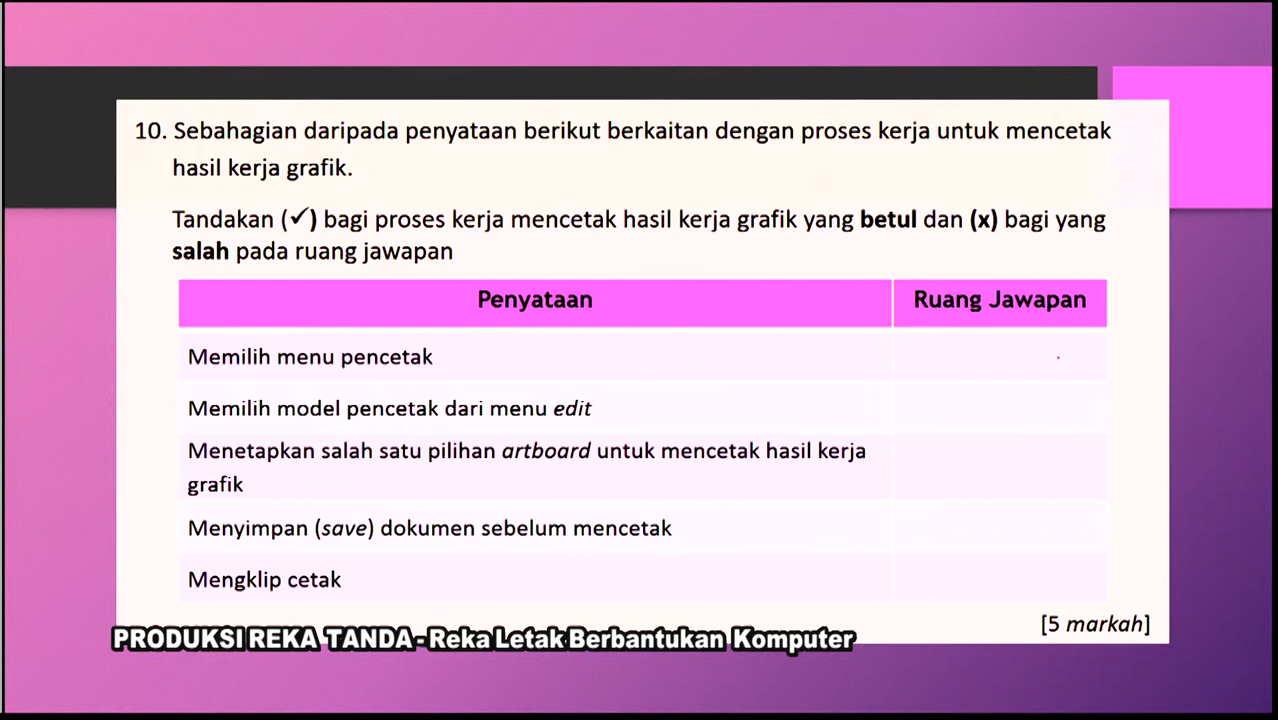 10. Sebahagian daripada penyataan berikut berkaitan dengan proses kerja untuk mencetak
hasil kerja grafik.
Tandakan (✓) bagi proses kerja mencetak hasil kerja grafik yang betul dan (x) bagi yang
salah pada ruang jawapan
Penyataan
Ruang Jawapan
Memilih menu pencetak
Memilih model pencetak dari menu edit
Menetapkan salah satu pilihan artboard untuk mencetak hasil kerja
grafik
Menyimpan (save) dokumen sebelum mencetak
Mengklip cetak
[5 markah]
PRODUKSI REKA TANDA - Reka Letak Berbantukan Komputer